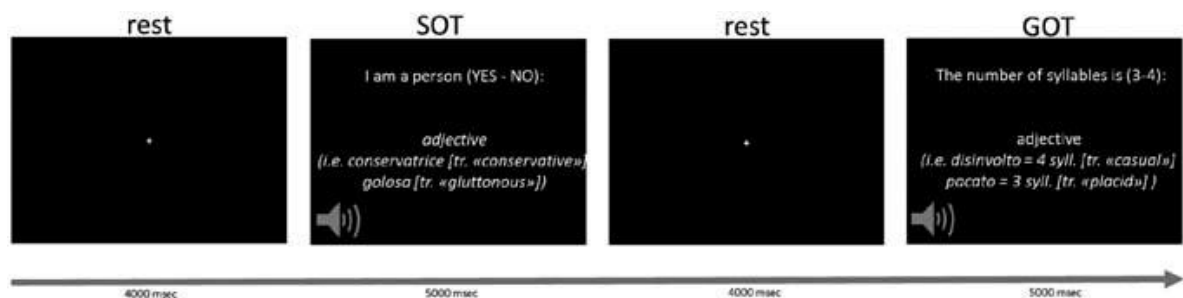 rest
SOT
rest
GOT
I am a person (YES - NO):
adjective
(i.e. conservatrice [tr. «conservative»]
golosa [tr. «gluttonous»])
The number of syllables is (3-4):
adjective
(i.e. disinvolto = 4 syll. [tr. «casual»]
pacato = 3 syll. [tr. «placid»] )
4000 msec
5000 msec
4000 msec
5000 msec